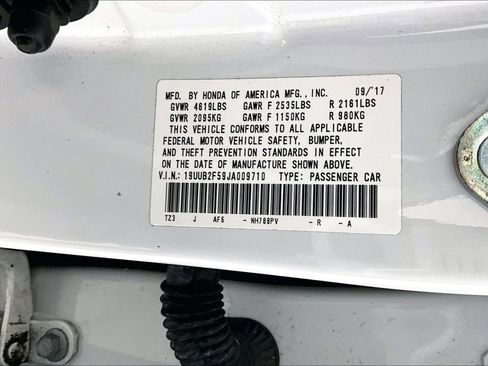 MFD. BY HONDA OF AMERICA MFG., INC. 09/'17
GVWR 4619LBS GAWR F 2535LBS R 2161LBS
GVWR 2095KG GAWR F 1150KG R 980KG
THIS VEHICLE CONFORMS TO ALL APPLICABLE
FEDERAL MOTOR VEHICLE SAFETY, BUMPER,
AND THEFT PREVENTION STANDARDS IN EFFECT
ON THE DATE OF MANUFACTURE SHOWN ABOVE.
V.I.N.: 19UUB2F59JA009710 TYPE: PASSENGER CAR
TZ3 J AF6 - NH788PV - R - A